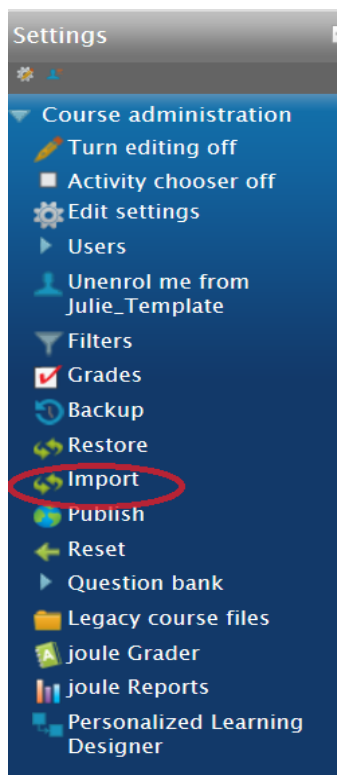 Settings
Course administration
Turn editing off
Activity chooser off
Edit settings
Users
Unenrol me from
Julie_Template
Filters
Grades
Backup
Restore
Import
Publish
Reset
Question bank
Legacy course files
joule Grader
joule Reports
Personalized Learning
Designer